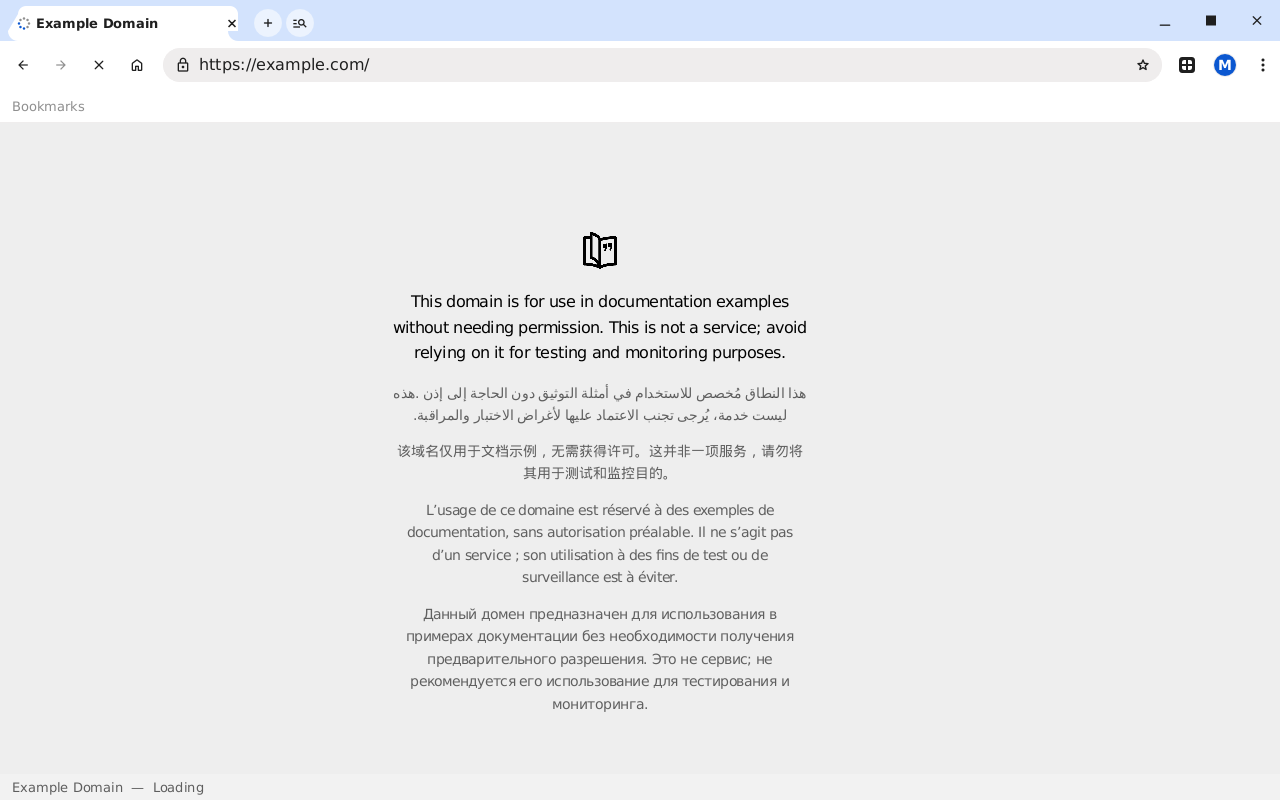 Example Domain
https://example.com/
M
Bookmarks
This domain is for use in documentation examples
without needing permission. This is not a service; avoid
relying on it for testing and monitoring purposes.
هذا النطاق مُخصص للاستخدام في أمثلة التوثيق دون الحاجة إلى إذن .هذه
ليست خدمة، يُرجى تجنب الاعتماد عليها لأغراض الاختبار والمراقبة.
该域名仅用于文档示例，无需获得许可。这并非一项服务，请勿将
其用于测试和监控目的。
L’usage de ce domaine est réservé à des exemples de
documentation, sans autorisation préalable. Il ne s’agit pas
d’un service ; son utilisation à des fins de test ou de
surveillance est à éviter.
Данный домен предназначен для использования в
примерах документации без необходимости получения
предварительного разрешения. Это не сервис; не
рекомендуется его использование для тестирования и
мониторинга.
Example Domain — Loading